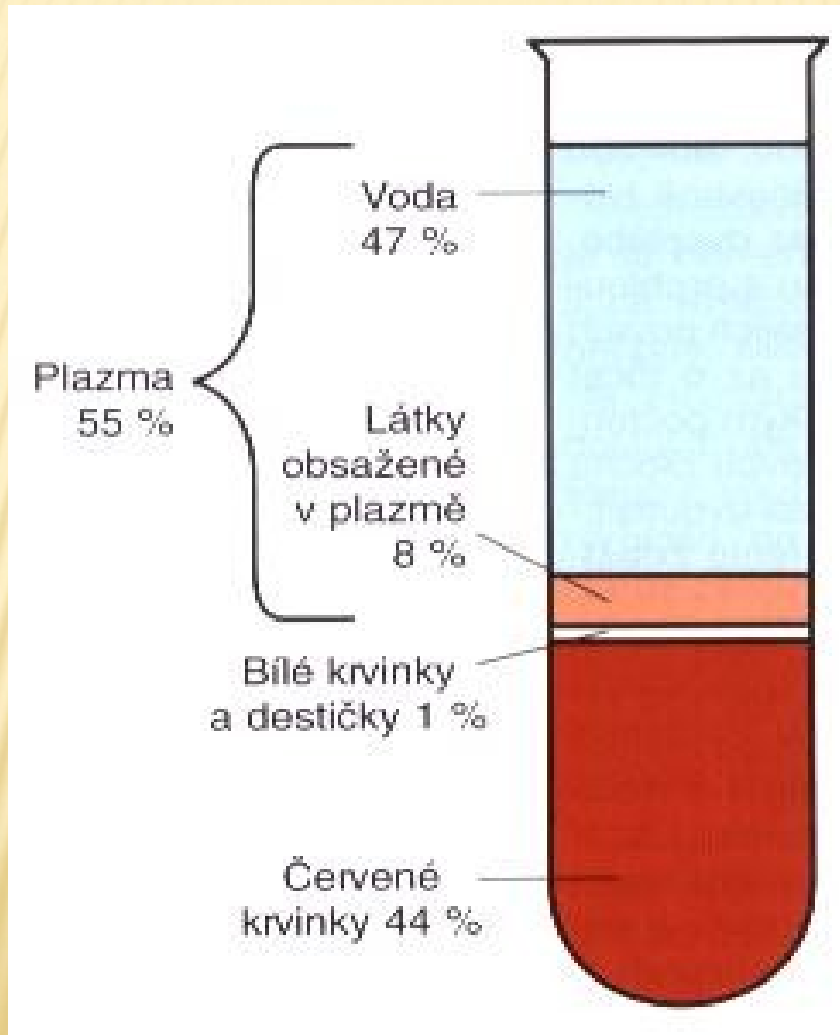 Voda
47 %
Plazma
55 %
Látky
obsažené
v plazmě
8 %
Bílé krvinky
a destičky 1 %
Červené
krvinky 44 %